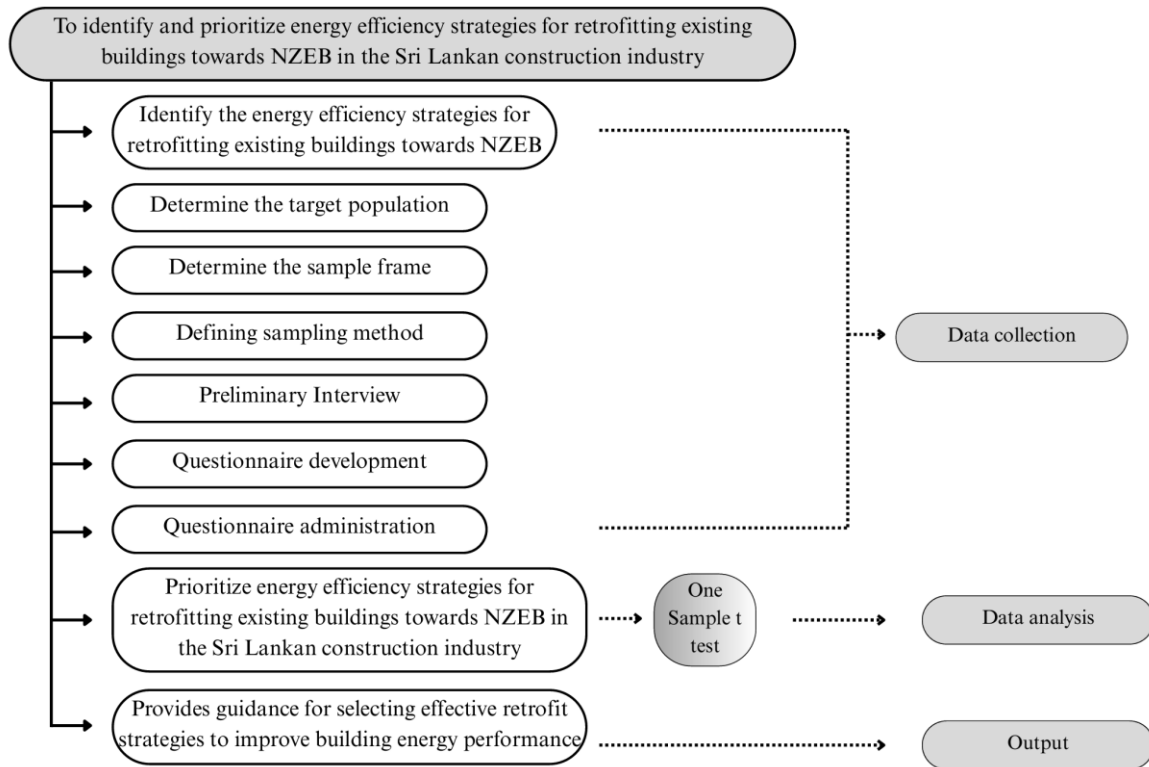 To identify and prioritize energy efficiency strategies for retrofitting existing
buildings towards NZEB in the Sri Lankan construction industry
Identify the energy efficiency strategies for
retrofitting existing buildings towards NZEB
Determine the target population
Determine the sample frame
Defining sampling method
Data collection
Preliminary Interview
Questionnaire development
Questionnaire administration
Prioritize energy efficiency strategies for
retrofitting existing buildings towards NZEB in
the Sri Lankan construction industry
One
Sample t
test
Data analysis
Provides guidance for selecting effective retrofit
strategies to improve building energy performance
Output